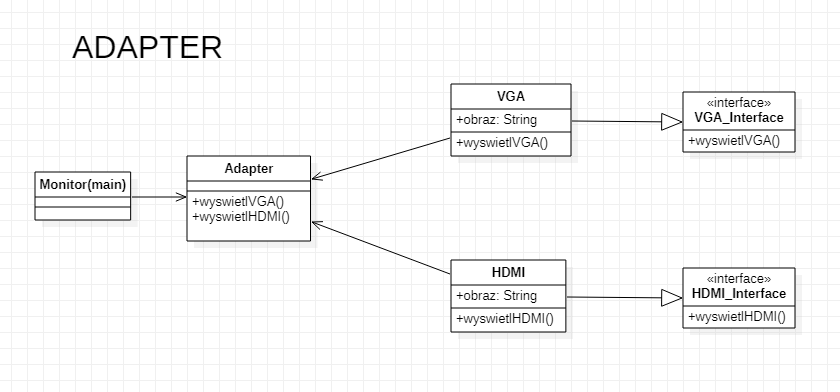 ADAPTER
VGA
+obraz: String
+wyswietlVGA()
«interface»
VGA_Interface
+wyswietlVGA()
Adapter
+wyswietlVGA()
+wyswietlHDMI()
Monitor(main)
HDMI
+obraz: String
+wyswietlHDMI()
«interface»
HDMI_Interface
+wyswietlHDMI()